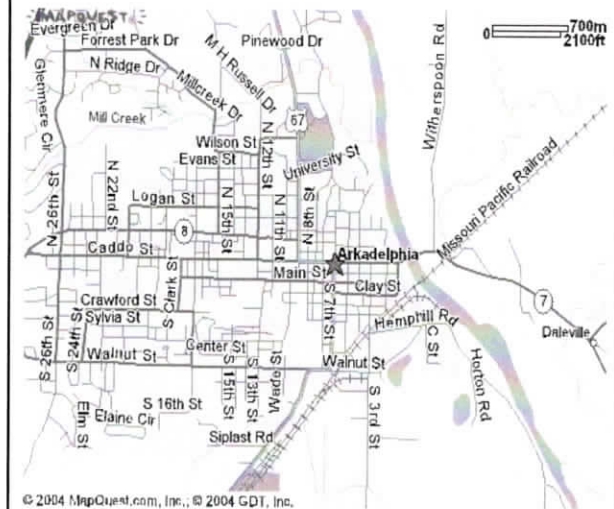 MAPQUEST
700m
0
2100ft
Evergreen Dr
Forrest Park Dr
N Ridge Dr
Millcreek Dr
M H Russell Dr
Pinewood Dr
Witherspoon Rd
Glenmere Cir
Mill Creek
67
Wilson St
Evans St
University St
N 12th St
N 26th St
N 22nd St
Logan St
N 15th St
N 11th St
N 8th St
Missouri Pacific Railroad
8
Caddo St
Arkadelphia
Main St
Clay St
S Clark St
S 7th St
7
Crawford St
Sylvia St
Hemphill Rd
Daleville
S 26th St
S 24th St
Center St
C St
Walnut St
Walnut St
S 15th St
S 13th St
Wade St
Horton Rd
Elm St
Elaine Cir
S 16th St
S 3rd St
Siplast Rd
© 2004 MapQuest.com, Inc.; © 2004 GDT, Inc.